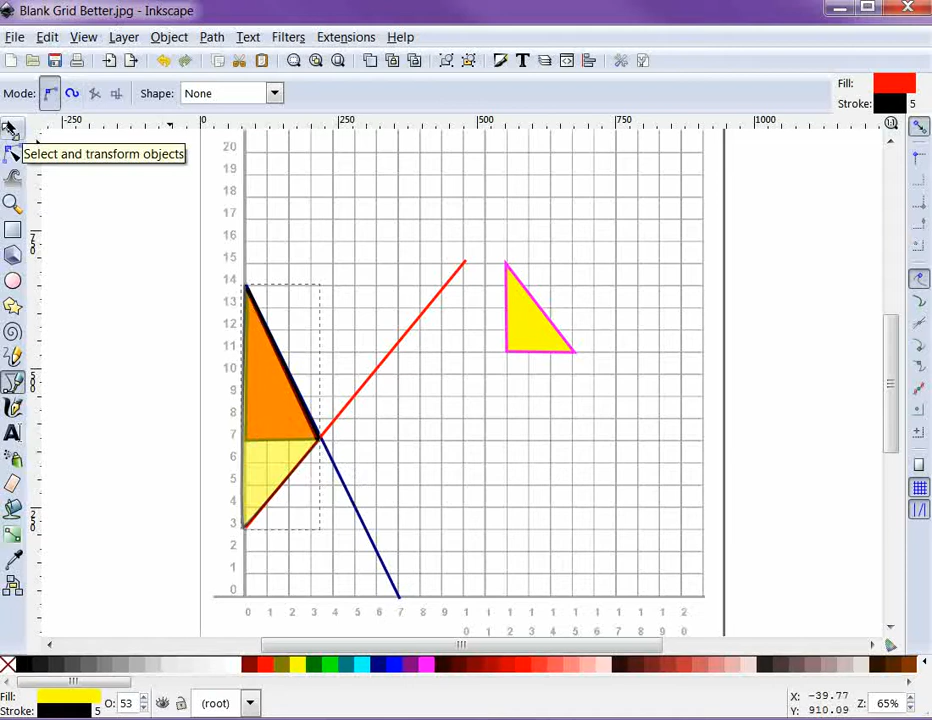 Blank Grid Better.jpg - Inkscape
File Edit View Layer Object Path Text Filters Extensions Help
Mode: Shape: None Fill:
Stroke: 5
-250 0 250 500 750 1000
Select and transform objects
20
19
18
17
16
15
14
13
12
11
10
9
8
7
6
5
4
3
2
1
0
0 1 2 3 4 5 6 7 8 9 1 1 1 1 1 1 1 1 1 1 2
0 1 2 3 4 5 6 7 8 9 0
Fill: O: 53 (root) X: -39.77 Z: 65%
Stroke: 5 Y: 910.09